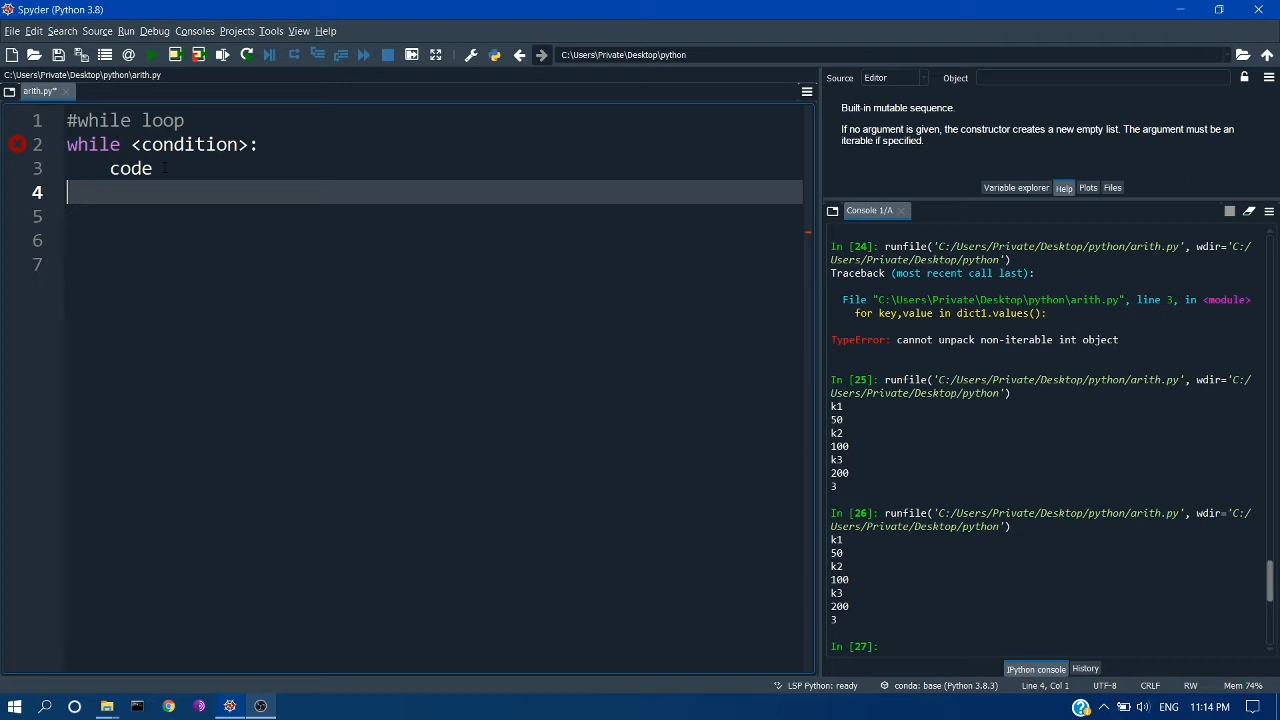 Spyder (Python 3.8)
File Edit Search Source Run Debug Consoles Projects Tools View Help
C:\Users\Private\Desktop\python
C:\Users\Private\Desktop\python\arith.py
arith.py*
1 #while loop
2 while <condition>:
3 code
4
5
6
7
Source Editor Object
Built-in mutable sequence.
If no argument is given, the constructor creates a new empty list. The argument must be an
iterable if specified.
Variable explorer Help Plots Files
Console 1/A
In [24]: runfile('C:/Users/Private/Desktop/python/arith.py', wdir='C:/
Users/Private/Desktop/python')
Traceback (most recent call last):
File "C:\Users\Private\Desktop\python\arith.py", line 3, in <module>
for key,value in dict1.values():
TypeError: cannot unpack non-iterable int object
In [25]: runfile('C:/Users/Private/Desktop/python/arith.py', wdir='C:/
Users/Private/Desktop/python')
k1
50
k2
100
k3
200
3
In [26]: runfile('C:/Users/Private/Desktop/python/arith.py', wdir='C:/
Users/Private/Desktop/python')
k1
50
k2
100
k3
200
3
In [27]:
IPython console History
LSP Python: ready conda: base (Python 3.8.3) Line 4, Col 1 UTF-8 CRLF RW Mem 74%
ENG 11:14 PM